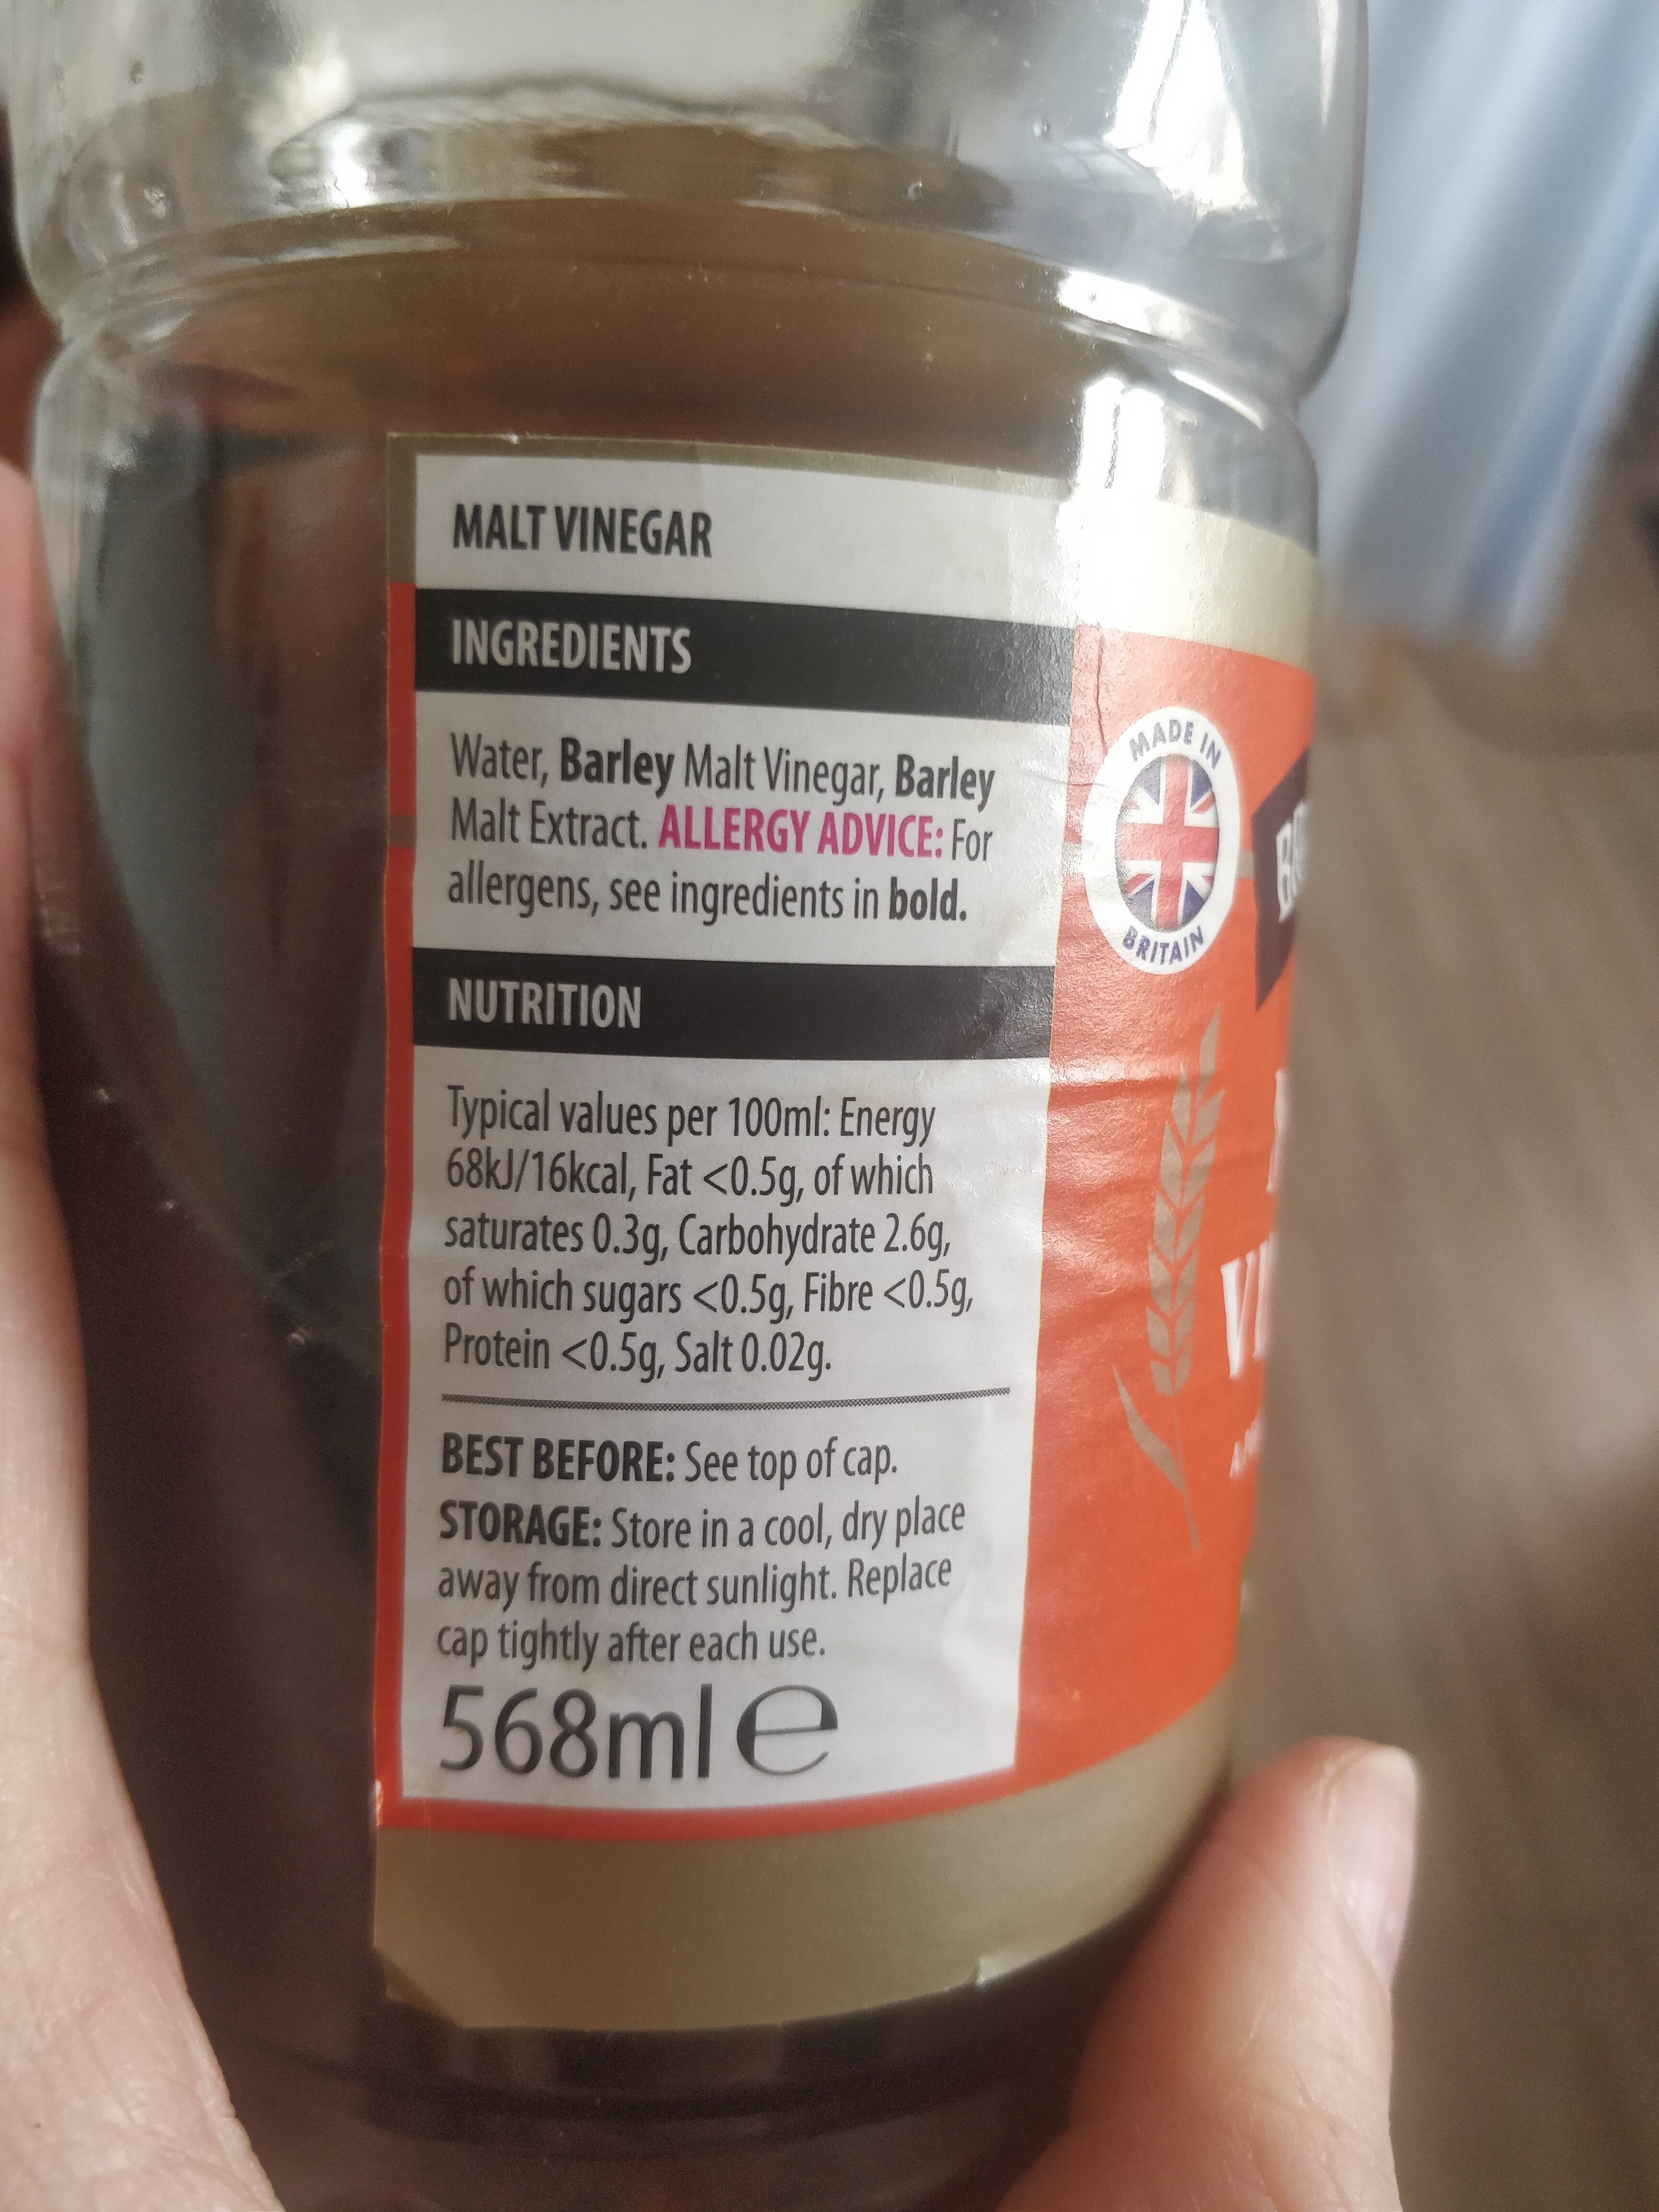 MALT VINEGAR
INGREDIENTS
Water, Barley Malt Vinegar, Barley
Malt Extract. ALLERGY ADVICE: For
allergens, see ingredients in bold.
NUTRITION
Typical values per 100ml: Energy
68kJ/16kcal, Fat <0.5g, of which
saturates 0.3g, Carbohydrate 2.6g,
of which sugars <0.5g, Fibre <0.5g,
Protein <0.5g, Salt 0.02g.
BEST BEFORE: See top of cap.
STORAGE: Store in a cool, dry place
away from direct sunlight. Replace
cap tightly after each use.
568ml e
MADE IN
BRITAIN